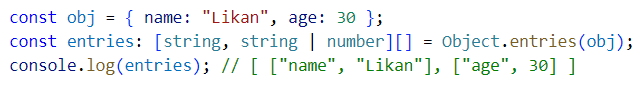 const obj = { name: "Likan", age: 30 };
const entries: [string, string | number][] = Object.entries(obj);
console.log(entries); // [ ["name", "Likan"], ["age", 30] ]